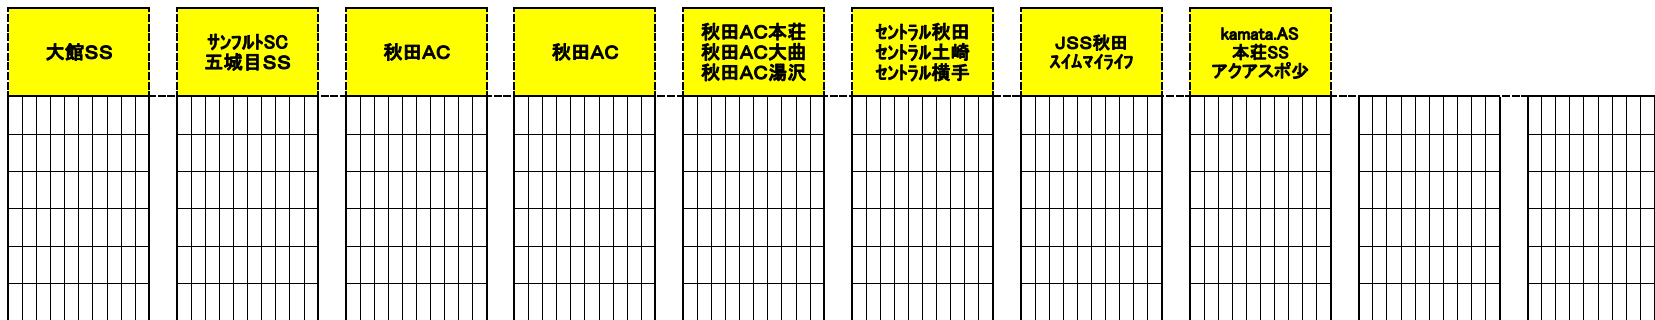 大館SS
ｻﾝﾌﾙﾄSC
五城目SS
秋田AC
秋田AC
秋田AC本荘
秋田AC大曲
秋田AC湯沢
ｾﾝﾄﾗﾙ秋田
ｾﾝﾄﾗﾙ土崎
ｾﾝﾄﾗﾙ横手
JSS秋田
ｽｲﾑﾏｲﾗｲﾌ
kamata.AS
本荘SS
アクアスポ少